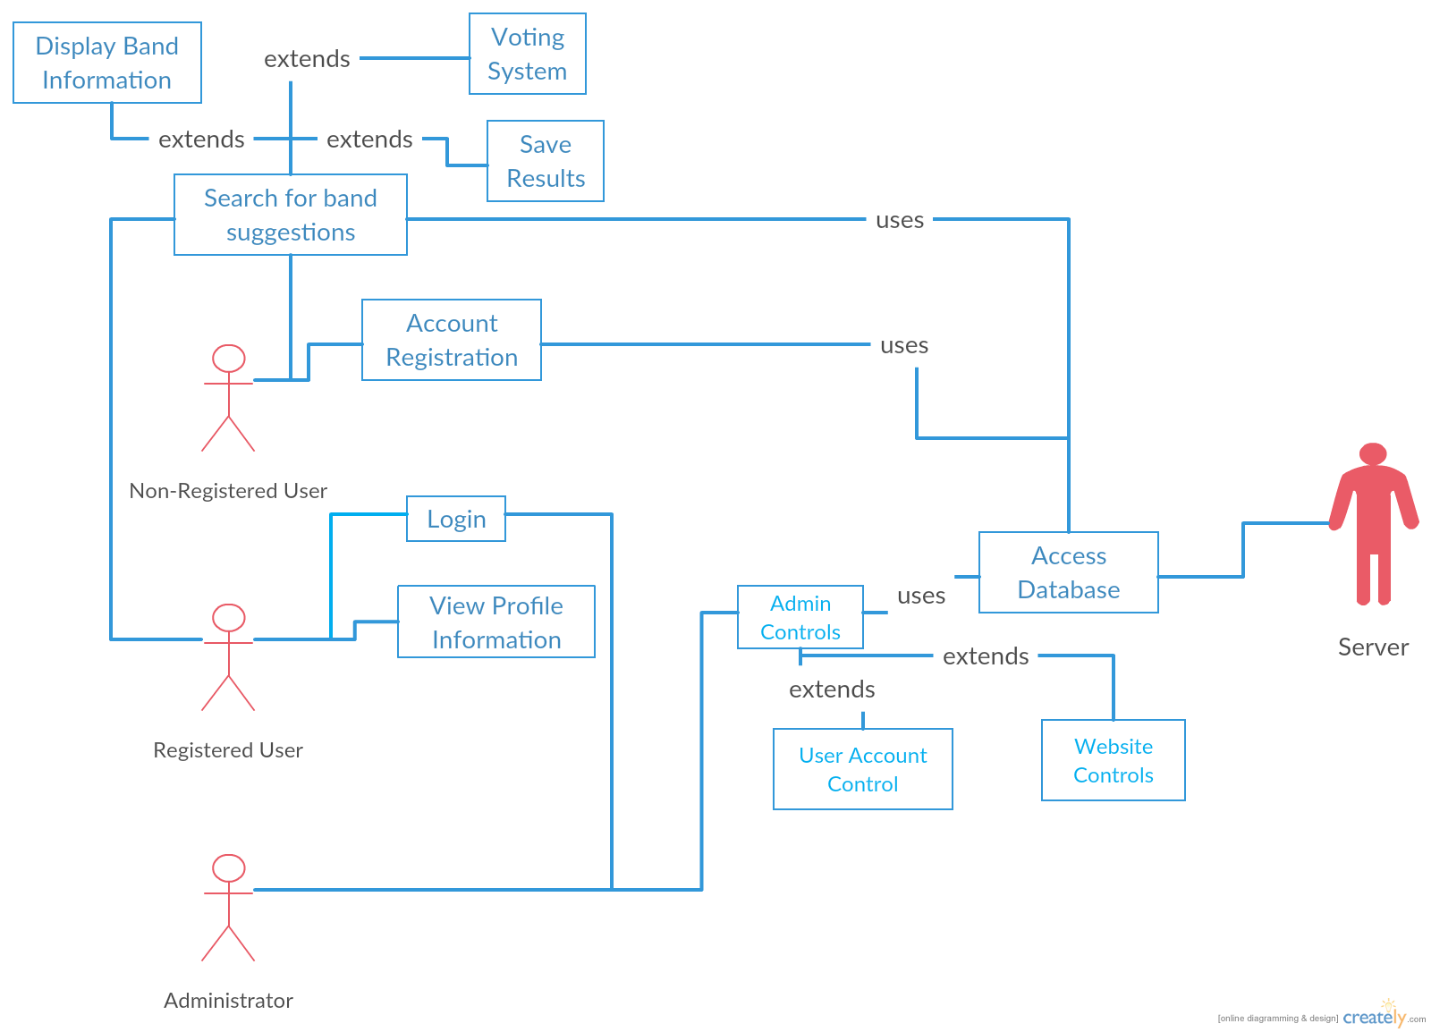 Display Band
Information
extends
Voting
System
extends
extends
Save
Results
Search for band
suggestions
uses
Account
Registration
uses
Non-Registered User
Login
Access
Database
View Profile
Information
Admin
Controls
uses
Server
extends
extends
Registered User
User Account
Control
Website
Controls
Administrator
[online diagramming & design] creately.com